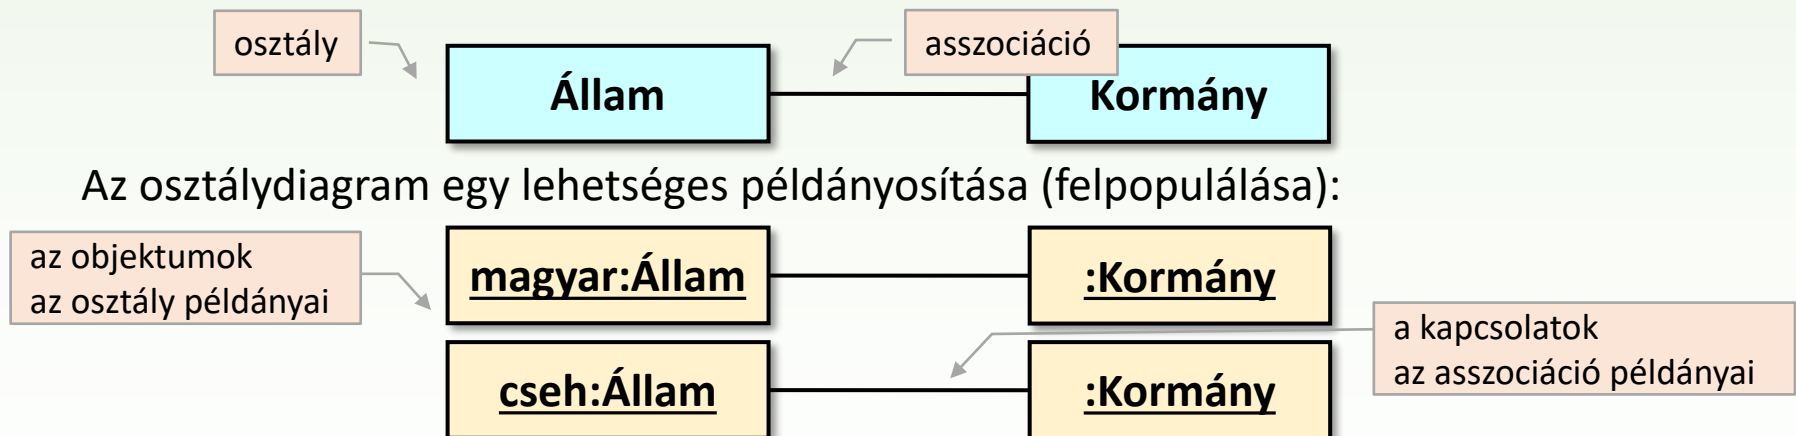 osztály
asszociáció
Állam
Kormány
Az osztálydiagram egy lehetséges példányosítása (felpopulálása):
az objektumok
az osztály példányai
magyar:Állam
:Kormány
a kapcsolatok
az asszociáció példányai
cseh:Állam
:Kormány